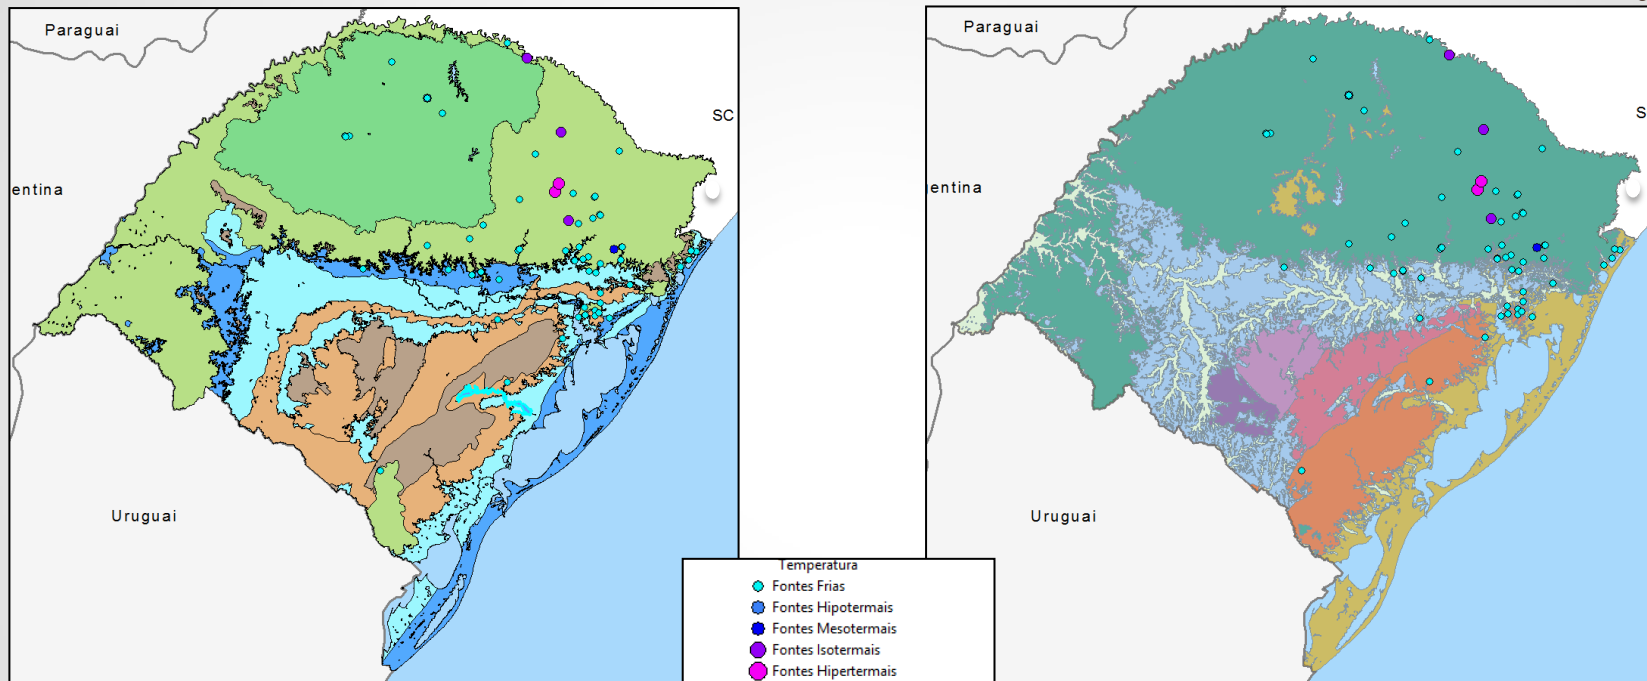 Paraguai
SC
entina
Uruguai
Paraguai
S
entina
Uruguai
Temperatura
Fontes Frias
Fontes Hipotermais
Fontes Mesotermais
Fontes Isotermais
Fontes Hipertermais